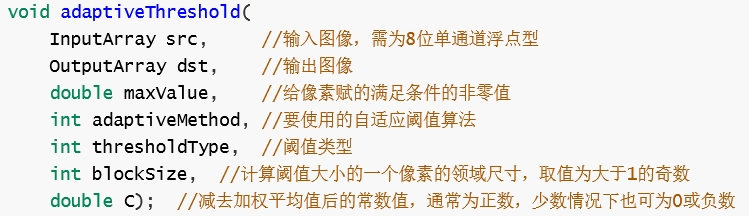 void adaptiveThreshold(
InputArray src, //输入图像，需为8位单通道浮点型
OutputArray dst, //输出图像
double maxValue, //给像素赋的满足条件的非零值
int adaptiveMethod, //要使用的自适应阈值算法
int thresholdType, //阈值类型
int blockSize, //计算阈值大小的一个像素的领域尺寸，取值为大于1的奇数
double C); //减去加权平均值后的常数值，通常为正数，少数情况下也可为0或负数